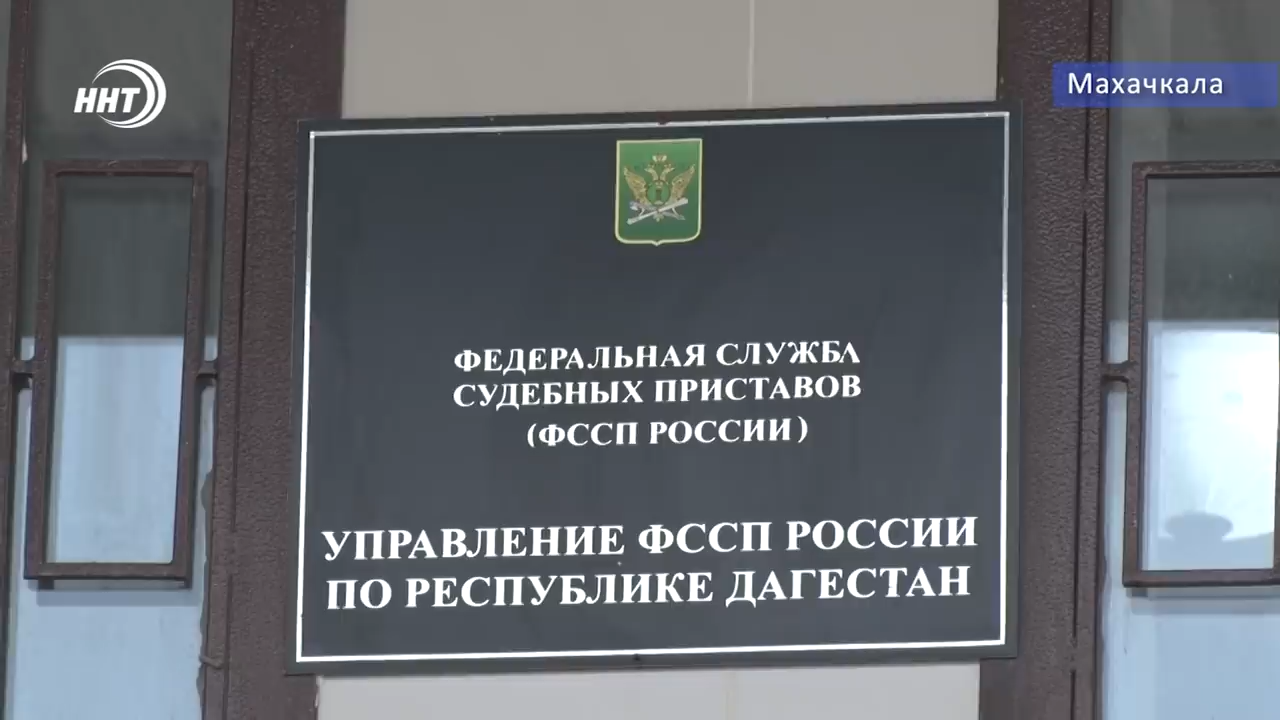 ННТ
Махачкала
ФЕДЕРАЛЬНАЯ СЛУЖБА
СУДЕБНЫХ ПРИСТАВОВ
(ФССП РОССИИ)
УПРАВЛЕНИЕ ФССП РОССИИ
ПО РЕСПУБЛИКЕ ДАГЕСТАН